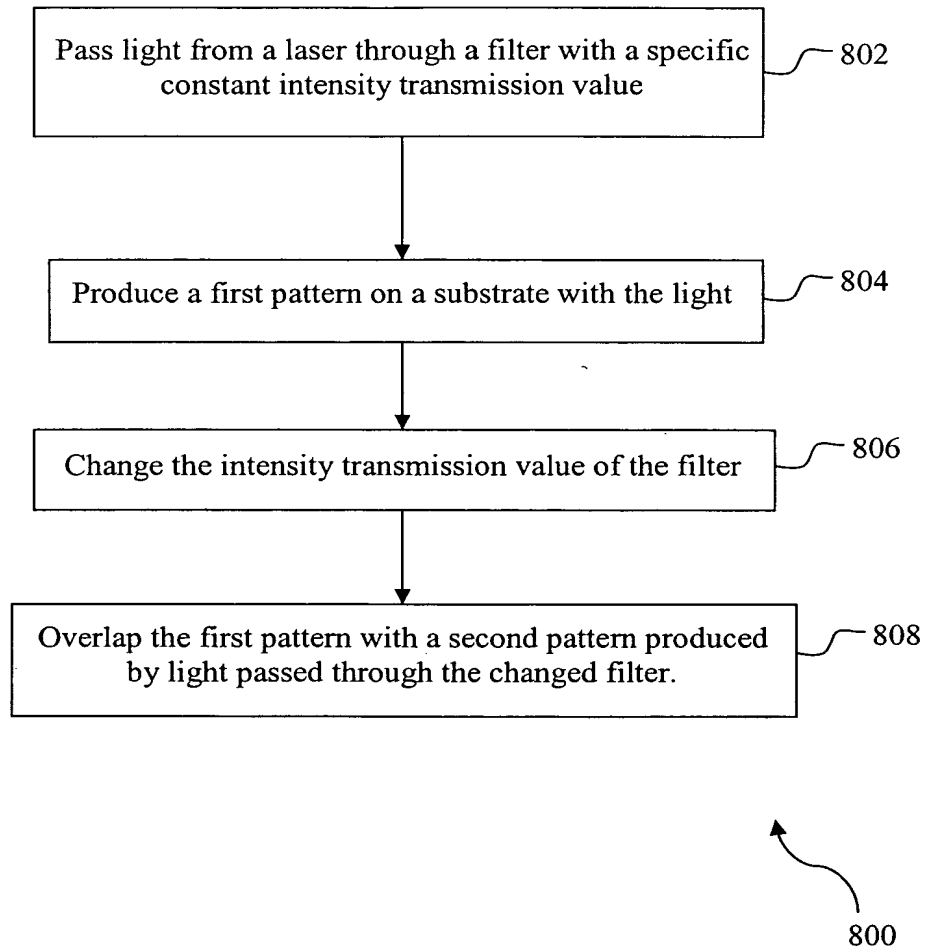 Pass light from a laser through a filter with a specific
constant intensity transmission value
802
Produce a first pattern on a substrate with the light
804
Change the intensity transmission value of the filter
806
Overlap the first pattern with a second pattern produced
by light passed through the changed filter.
808
800